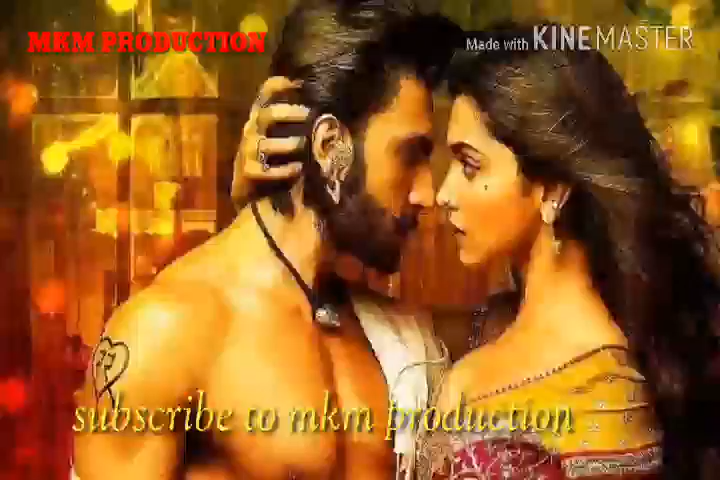 MKM PRODUCTION
Made with KINEMASTER
subscribe to mkm production